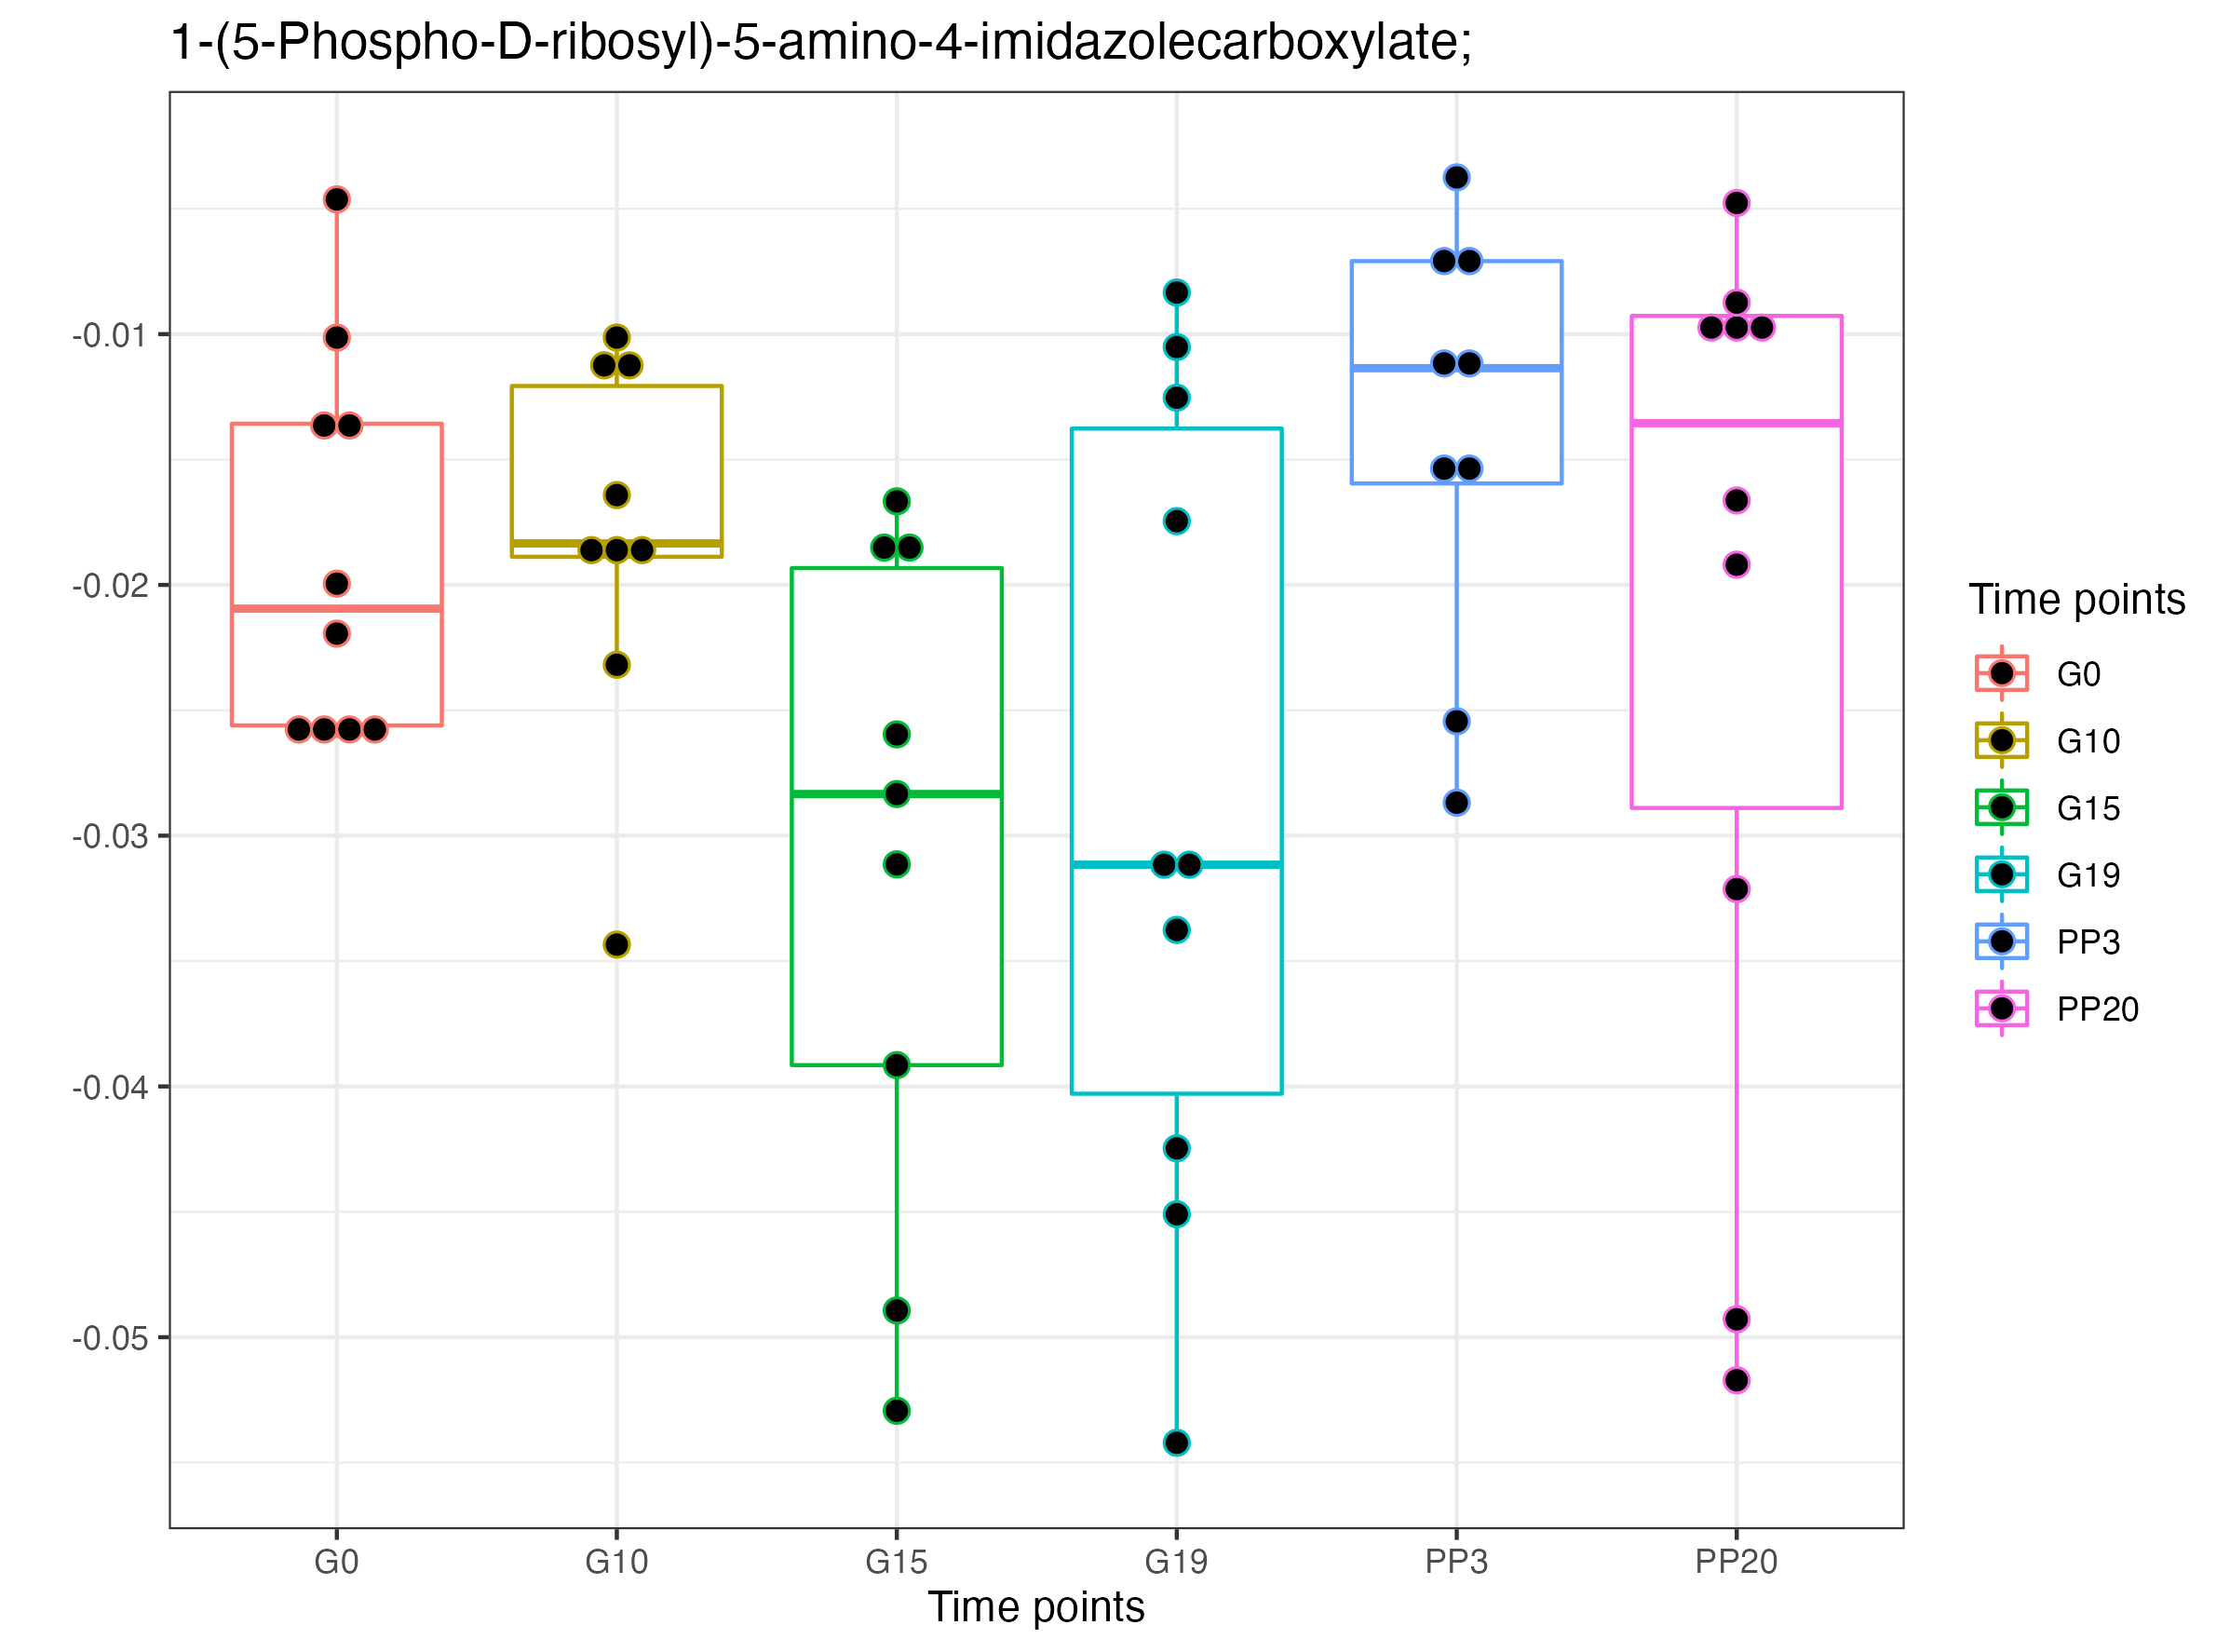 1-(5-Phospho-D-ribosyl)-5-amino-4-imidazolecarboxylate;
-0.01
-0.02
-0.03
-0.04
-0.05
G0 G10 G15 G19 PP3 PP20
Time points
Time points
G0
G10
G15
G19
PP3
PP20